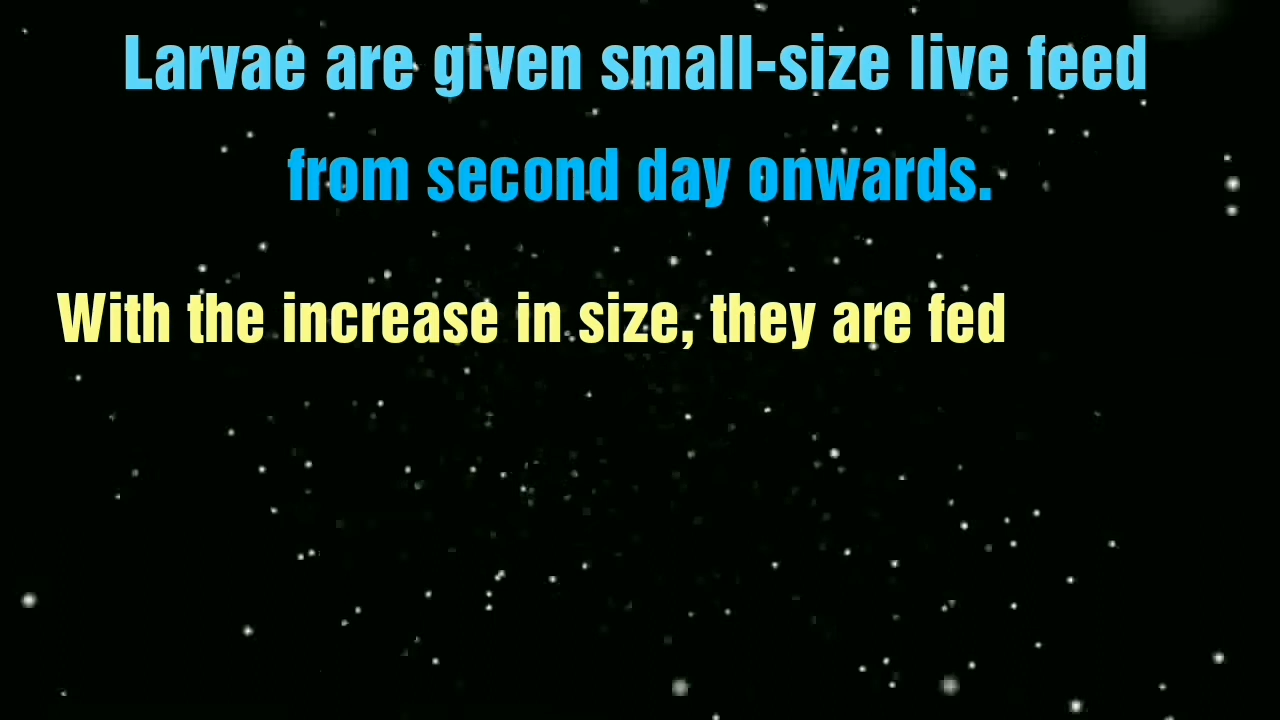 Larvae are given small-size live feed
from second day onwards.
With the increase in size, they are fed